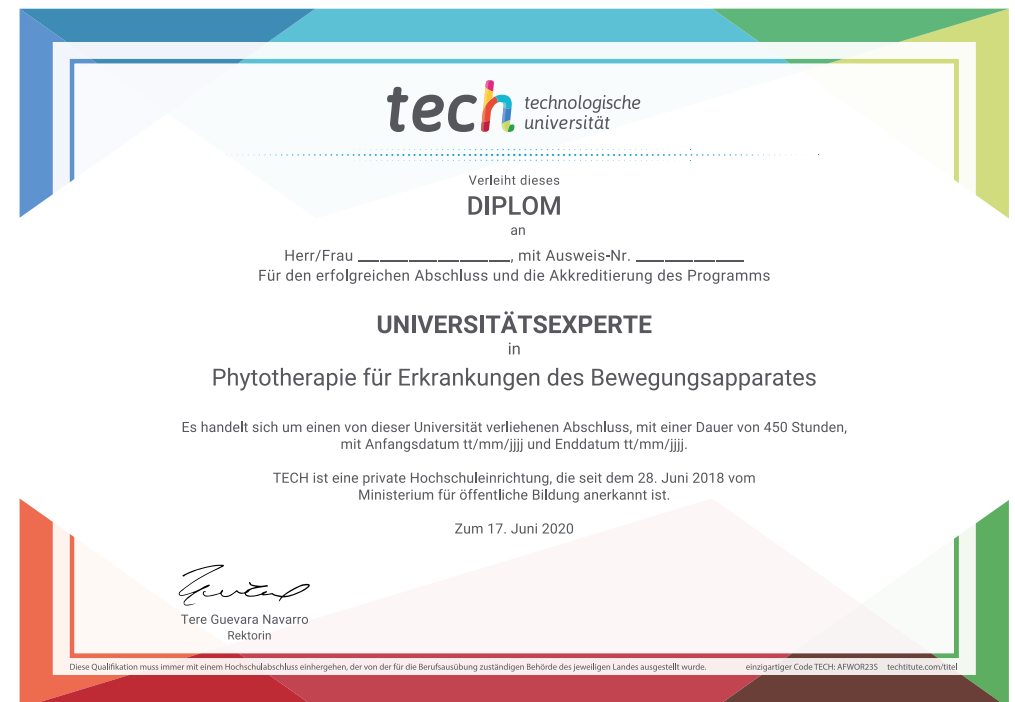 tech technologische
universität
Verleiht dieses
DIPLOM
an
Herr/Frau ________________, mit Ausweis-Nr. ____________
Für den erfolgreichen Abschluss und die Akkreditierung des Programms
UNIVERSITÄTSEXPERTE
in
Phytotherapie für Erkrankungen des Bewegungsapparates
Es handelt sich um einen von dieser Universität verliehenen Abschluss, mit einer Dauer von 450 Stunden,
mit Anfangsdatum tt/mm/jjjj und Enddatum tt/mm/jjjj.
TECH ist eine private Hochschuleinrichtung, die seit dem 28. Juni 2018 vom
Ministerium für öffentliche Bildung anerkannt ist.
Zum 17. Juni 2020
Tere Guevara Navarro
Rektorin
Diese Qualifikation muss immer mit einem Hochschulabschluss einhergehen, der von der für die Berufsausübung zuständigen Behörde des jeweiligen Landes ausgestellt wurde. einzigartiger Code TECH: AFWOR23S techtitute.com/titel